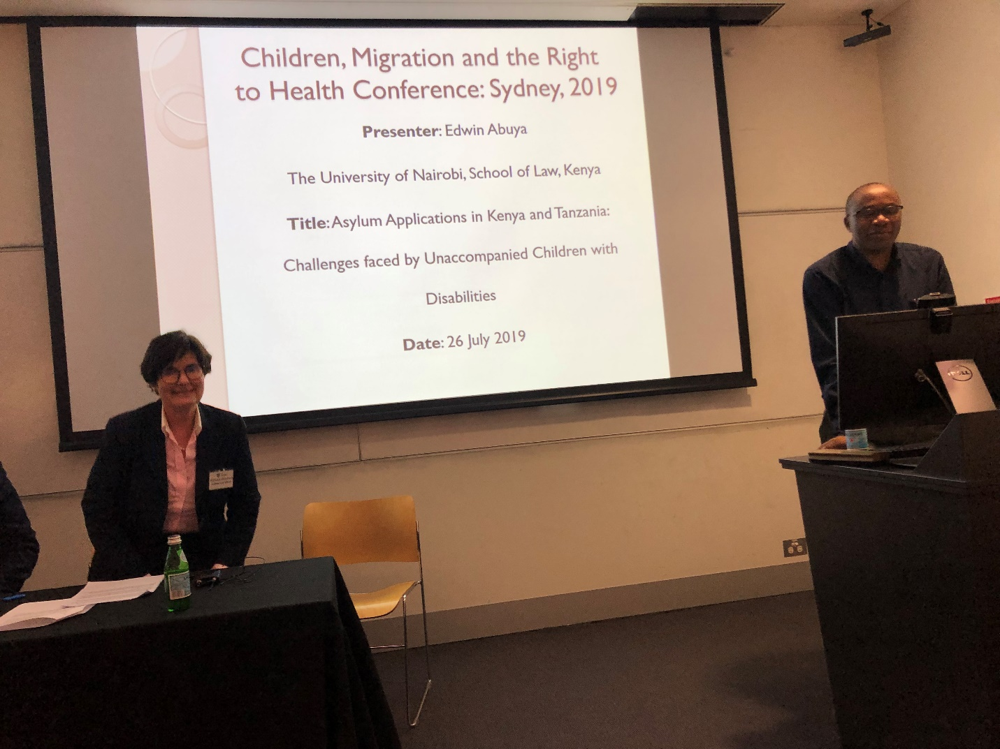 Children, Migration and the Right
to Health Conference: Sydney, 2019
Presenter: Edwin Abuya
The University of Nairobi, School of Law, Kenya
Title: Asylum Applications in Kenya and Tanzania:
Challenges faced by Unaccompanied Children with
Disabilities
Date: 26 July 2019
DELL